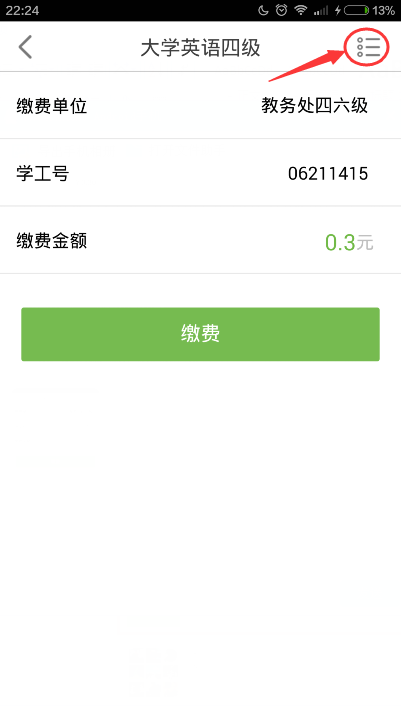 22:24 13%
大学英语四级
缴费单位 教务处四六级
学工号 06211415
缴费金额 0.3元
缴费